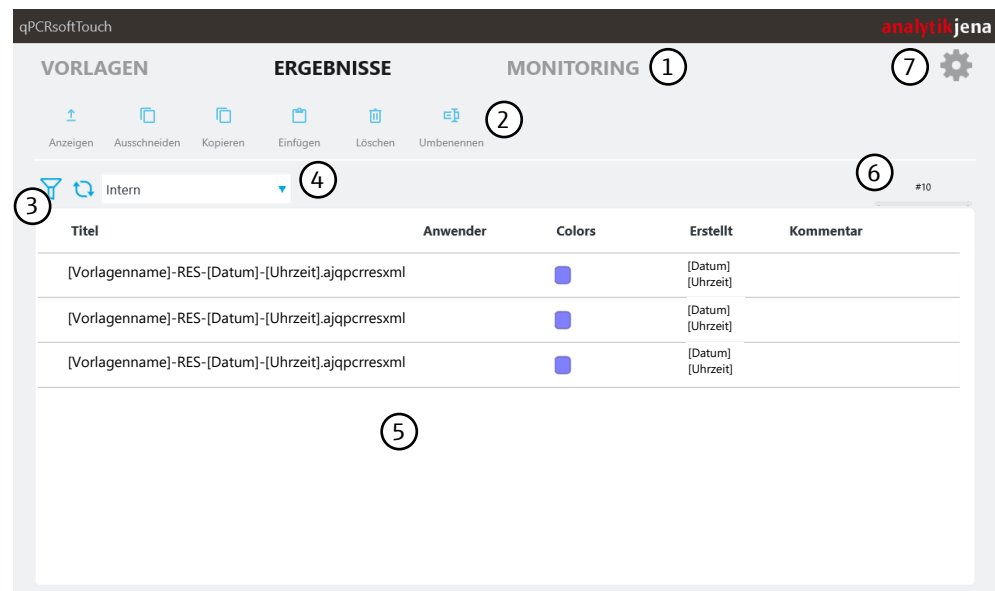 qPCRsoftTouch analytikjena
VORLAGEN ERGEBNISSE MONITORING 1 7
Anzeigen Ausschneiden Kopieren Einfügen Löschen Umbenennen 2
3 Intern 4 6 #10
Titel Anwender Colors Erstellt Kommentar
[Vorlagenname]-RES-[Datum]-[Uhrzeit].ajqpcrresxml [Datum]
[Uhrzeit]
[Vorlagenname]-RES-[Datum]-[Uhrzeit].ajqpcrresxml [Datum]
[Uhrzeit]
[Vorlagenname]-RES-[Datum]-[Uhrzeit].ajqpcrresxml [Datum]
[Uhrzeit]
5